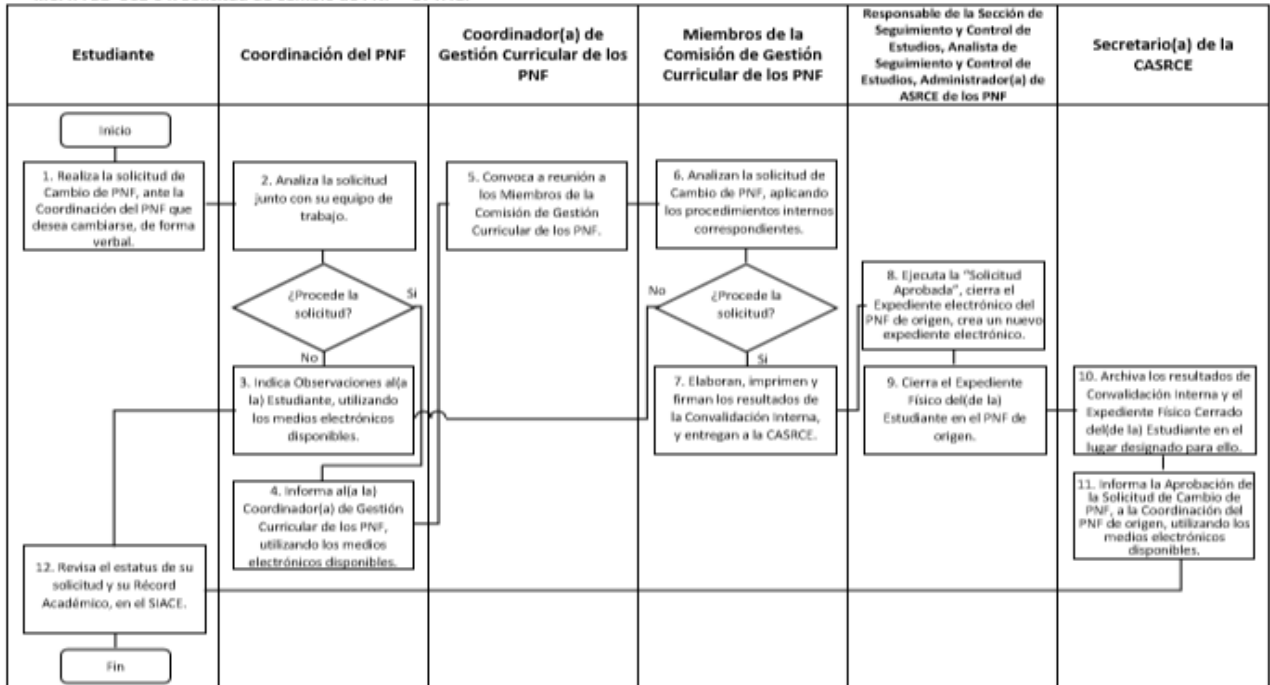 Estudiante
Coordinación del PNF
Coordinador(a) de
Gestión Curricular de los
PNF
Miembros de la
Comisión de Gestión
Curricular de los PNF
Responsable de la Sección de
Seguimiento y Control de
Estudios, Analista de
Seguimiento y Control de
Estudios, Administrador(a) de
ASRCE de los PNF
Secretario(a) de la
CASRCE
Inicio
1. Realiza la solicitud de
Cambio de PNF, ante la
Coordinación del PNF que
desea cambiarse, de forma
verbal.
2. Analiza la solicitud
junto con su equipo de
trabajo.
5. Convoca a reunión a
los Miembros de la
Comisión de Gestión
Curricular de los PNF.
6. Analizan la solicitud de
Cambio de PNF, aplicando
los procedimientos internos
correspondientes.
¿Procede la
solicitud?
Si
No
No
¿Procede la
solicitud?
Si
8. Ejecuta la "Solicitud
Aprobada", cierra el
Expediente electrónico del
PNF de origen, crea un nuevo
expediente electrónico.
3. Indica Observaciones al(a
la) Estudiante, utilizando
los medios electrónicos
disponibles.
7. Elaboran, imprimen y
firman los resultados de
la Convalidación Interna,
y entregan a la CASRCE.
9. Cierra el Expediente
Físico del(de la)
Estudiante en el PNF de
origen.
10. Archiva los resultados de
Convalidación Interna y el
Expediente Físico Cerrado
del(de la) Estudiante en el
lugar designado para ello.
4. Informa al(a la)
Coordinador(a) de Gestión
Curricular de los PNF,
utilizando los medios
electrónicos disponibles.
11. Informa la Aprobación de
la Solicitud de Cambio de
PNF, a la Coordinación del
PNF de origen, utilizando los
medios electrónicos
disponibles.
12. Revisa el estatus de su
solicitud y su Récord
Académico, en el SIACE.
Fin